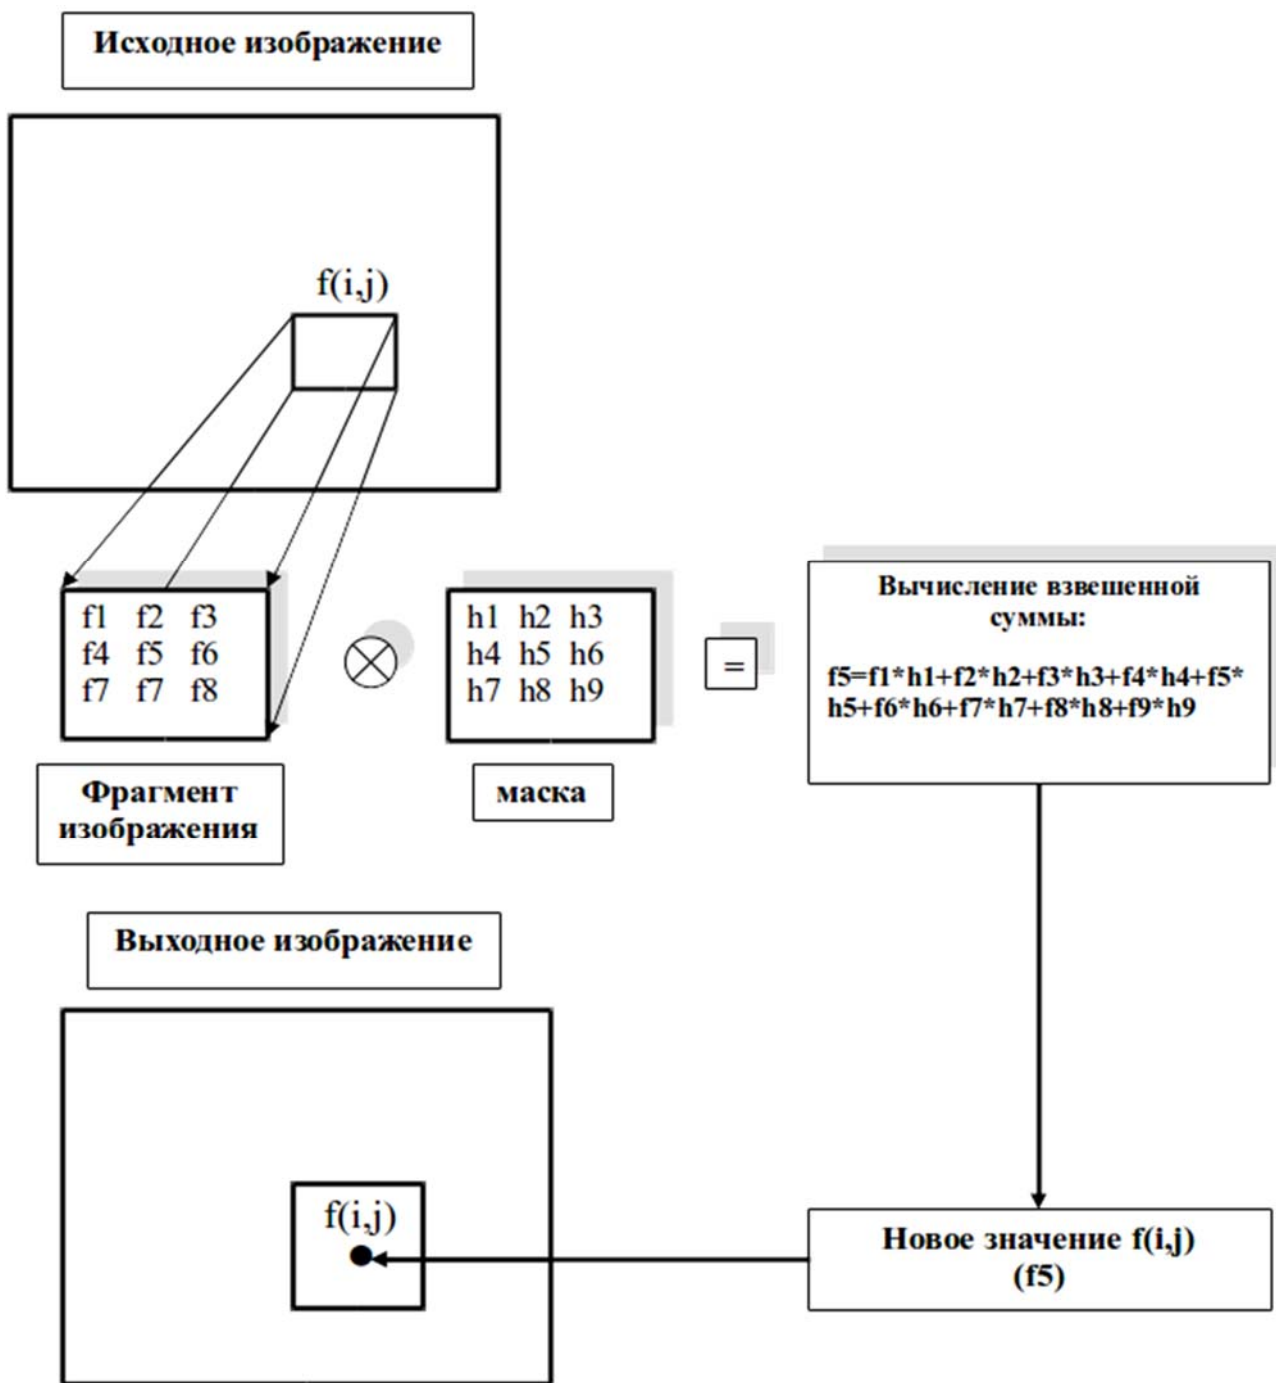 Исходное изображение
f(i,j)
f1 f2 f3
f4 f5 f6
f7 f7 f8
h1 h2 h3
h4 h5 h6
h7 h8 h9
=
Вычисление взвешенной
суммы:
f5=f1*h1+f2*h2+f3*h3+f4*h4+f5*
h5+f6*h6+f7*h7+f8*h8+f9*h9
Фрагмент
изображения
маска
Выходное изображение
f(i,j)
Новое значение f(i,j)
(f5)